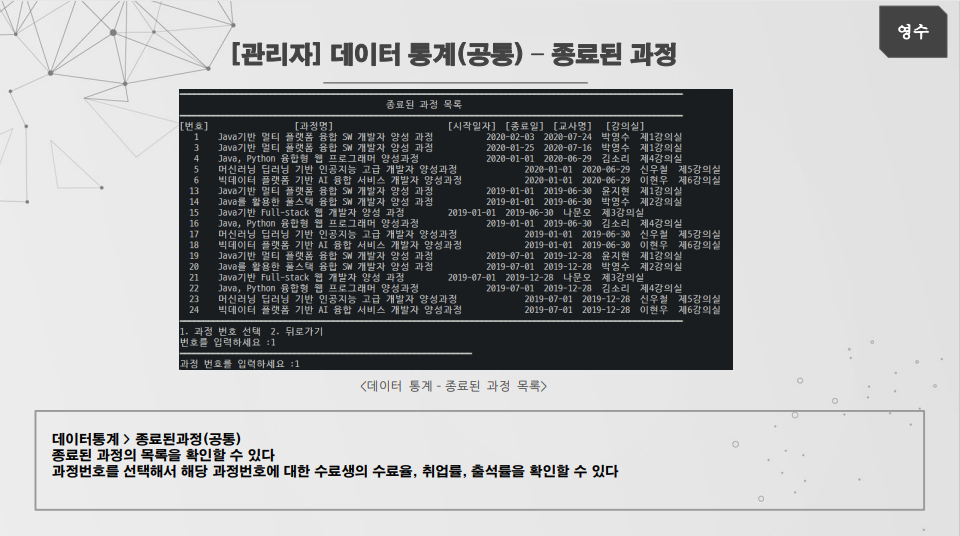 영수
[관리자] 데이터 통계(공통) – 종료된 과정
종료된 과정 목록
[번호] [과정명] [시작일자] [종료일] [교사명] [강의실]
1 Java기반 멀티 플랫폼 융합 SW 개발자 양성 과정 2020-02-03 2020-07-24 박영수 제1강의실
3 Java기반 멀티 플랫폼 융합 SW 개발자 양성 과정 2020-01-25 2020-07-16 박영수 제1강의실
4 Java, Python 융합형 웹 프로그래머 양성과정 2020-01-01 2020-06-29 김소리 제4강의실
5 머신러닝 딥러닝 기반 인공지능 고급 개발자 양성과정 2020-01-01 2020-06-29 신우철 제5강의실
6 빅데이터 플랫폼 기반 AI 융합 서비스 개발자 양성과정 2020-01-01 2020-06-29 이현우 제6강의실
13 Java기반 멀티 플랫폼 융합 SW 개발자 양성 과정 2019-01-01 2019-06-30 윤지현 제1강의실
14 Java를 활용한 풀스택 융합 SW 개발자 양성 과정 2019-01-01 2019-06-30 박영수 제2강의실
15 Java기반 Full-stack 웹 개발자 양성 과정 2019-01-01 2019-06-30 나문오 제3강의실
16 Java, Python 융합형 웹 프로그래머 양성과정 2019-01-01 2019-06-30 김소리 제4강의실
17 머신러닝 딥러닝 기반 인공지능 고급 개발자 양성과정 2019-01-01 2019-06-30 신우철 제5강의실
18 빅데이터 플랫폼 기반 AI 융합 서비스 개발자 양성과정 2019-01-01 2019-06-30 이현우 제6강의실
19 Java기반 멀티 플랫폼 융합 SW 개발자 양성 과정 2019-07-01 2019-12-28 윤지현 제1강의실
20 Java를 활용한 풀스택 융합 SW 개발자 양성 과정 2019-07-01 2019-12-28 박영수 제2강의실
21 Java기반 Full-stack 웹 개발자 양성 과정 2019-07-01 2019-12-28 나문오 제3강의실
22 Java, Python 융합형 웹 프로그래머 양성과정 2019-07-01 2019-12-28 김소리 제4강의실
23 머신러닝 딥러닝 기반 인공지능 고급 개발자 양성과정 2019-07-01 2019-12-28 신우철 제5강의실
24 빅데이터 플랫폼 기반 AI 융합 서비스 개발자 양성과정 2019-07-01 2019-12-28 이현우 제6강의실
1. 과정 번호 선택 2. 뒤로가기
번호를 입력하세요 :1
과정 번호를 입력하세요 :1
<데이터 통계 - 종료된 과정 목록>
데이터통계 > 종료된과정(공통)
종료된 과정의 목록을 확인할 수 있다
과정번호를 선택해서 해당 과정번호에 대한 수료생의 수료율, 취업률, 출석률을 확인할 수 있다